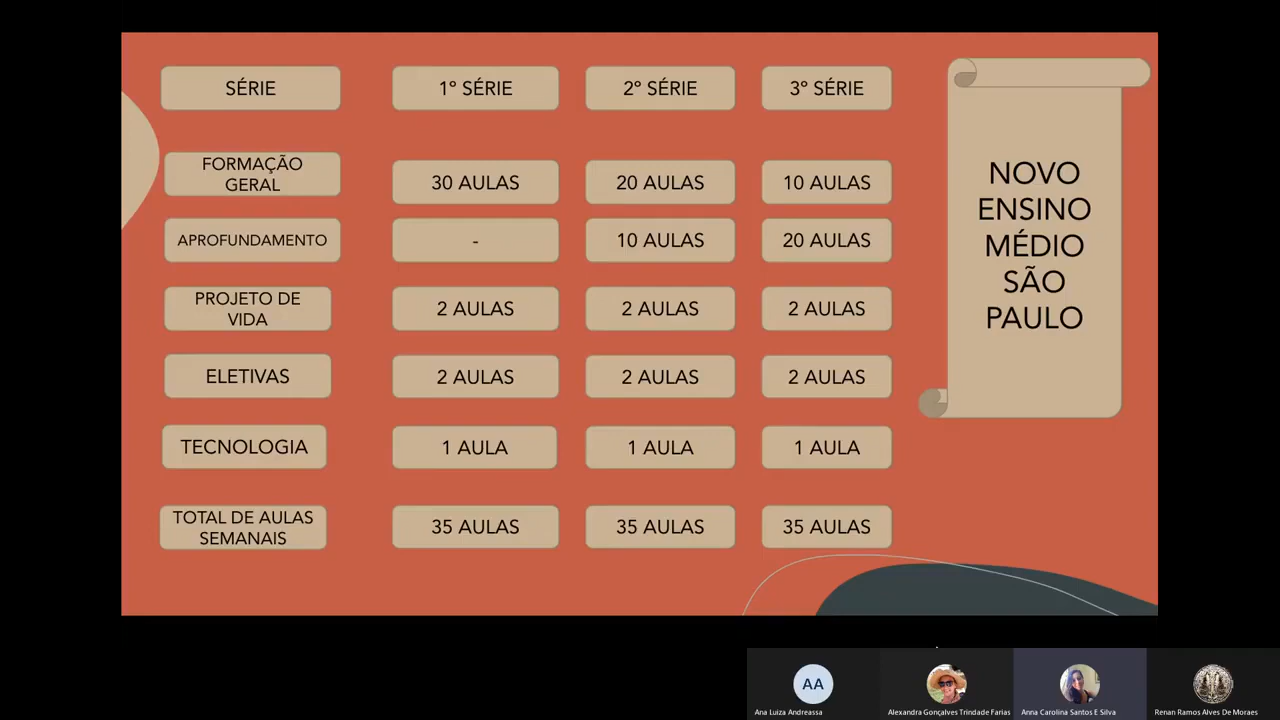 SÉRIE 1º SÉRIE 2º SÉRIE 3º SÉRIE
FORMAÇÃO
GERAL
30 AULAS 20 AULAS 10 AULAS
APROFUNDAMENTO - 10 AULAS 20 AULAS
PROJETO DE
VIDA
2 AULAS 2 AULAS 2 AULAS
ELETIVAS 2 AULAS 2 AULAS 2 AULAS
TECNOLOGIA 1 AULA 1 AULA 1 AULA
TOTAL DE AULAS
SEMANAIS
35 AULAS 35 AULAS 35 AULAS
NOVO
ENSINO
MÉDIO
SÃO
PAULO
AA
Ana Luiza Andreassa
Alexandra Gonçalves Trindade Farias
Anna Carolina Santos E Silva
Renan Ramos Alves De Moraes